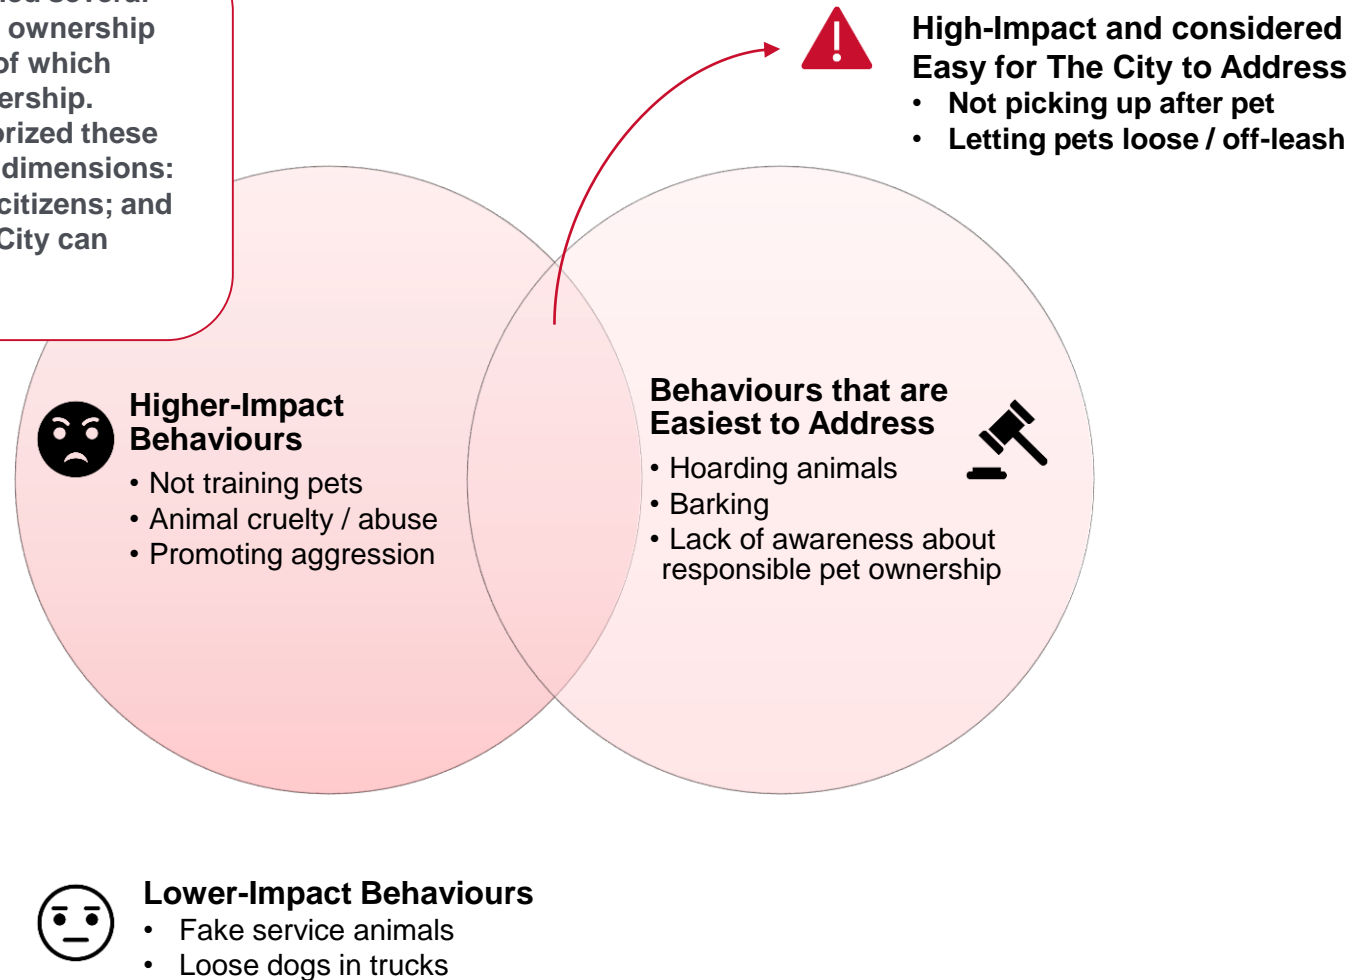 ownership
of which
ership.
orized these
dimensions:
citizens; and
City can
High-Impact and considered
Easy for The City to Address
• Not picking up after pet
• Letting pets loose / off-leash
Higher-Impact
Behaviours
• Not training pets
• Animal cruelty / abuse
• Promoting aggression
Behaviours that are
Easiest to Address
• Hoarding animals
• Barking
• Lack of awareness about
responsible pet ownership
Lower-Impact Behaviours
• Fake service animals
• Loose dogs in trucks